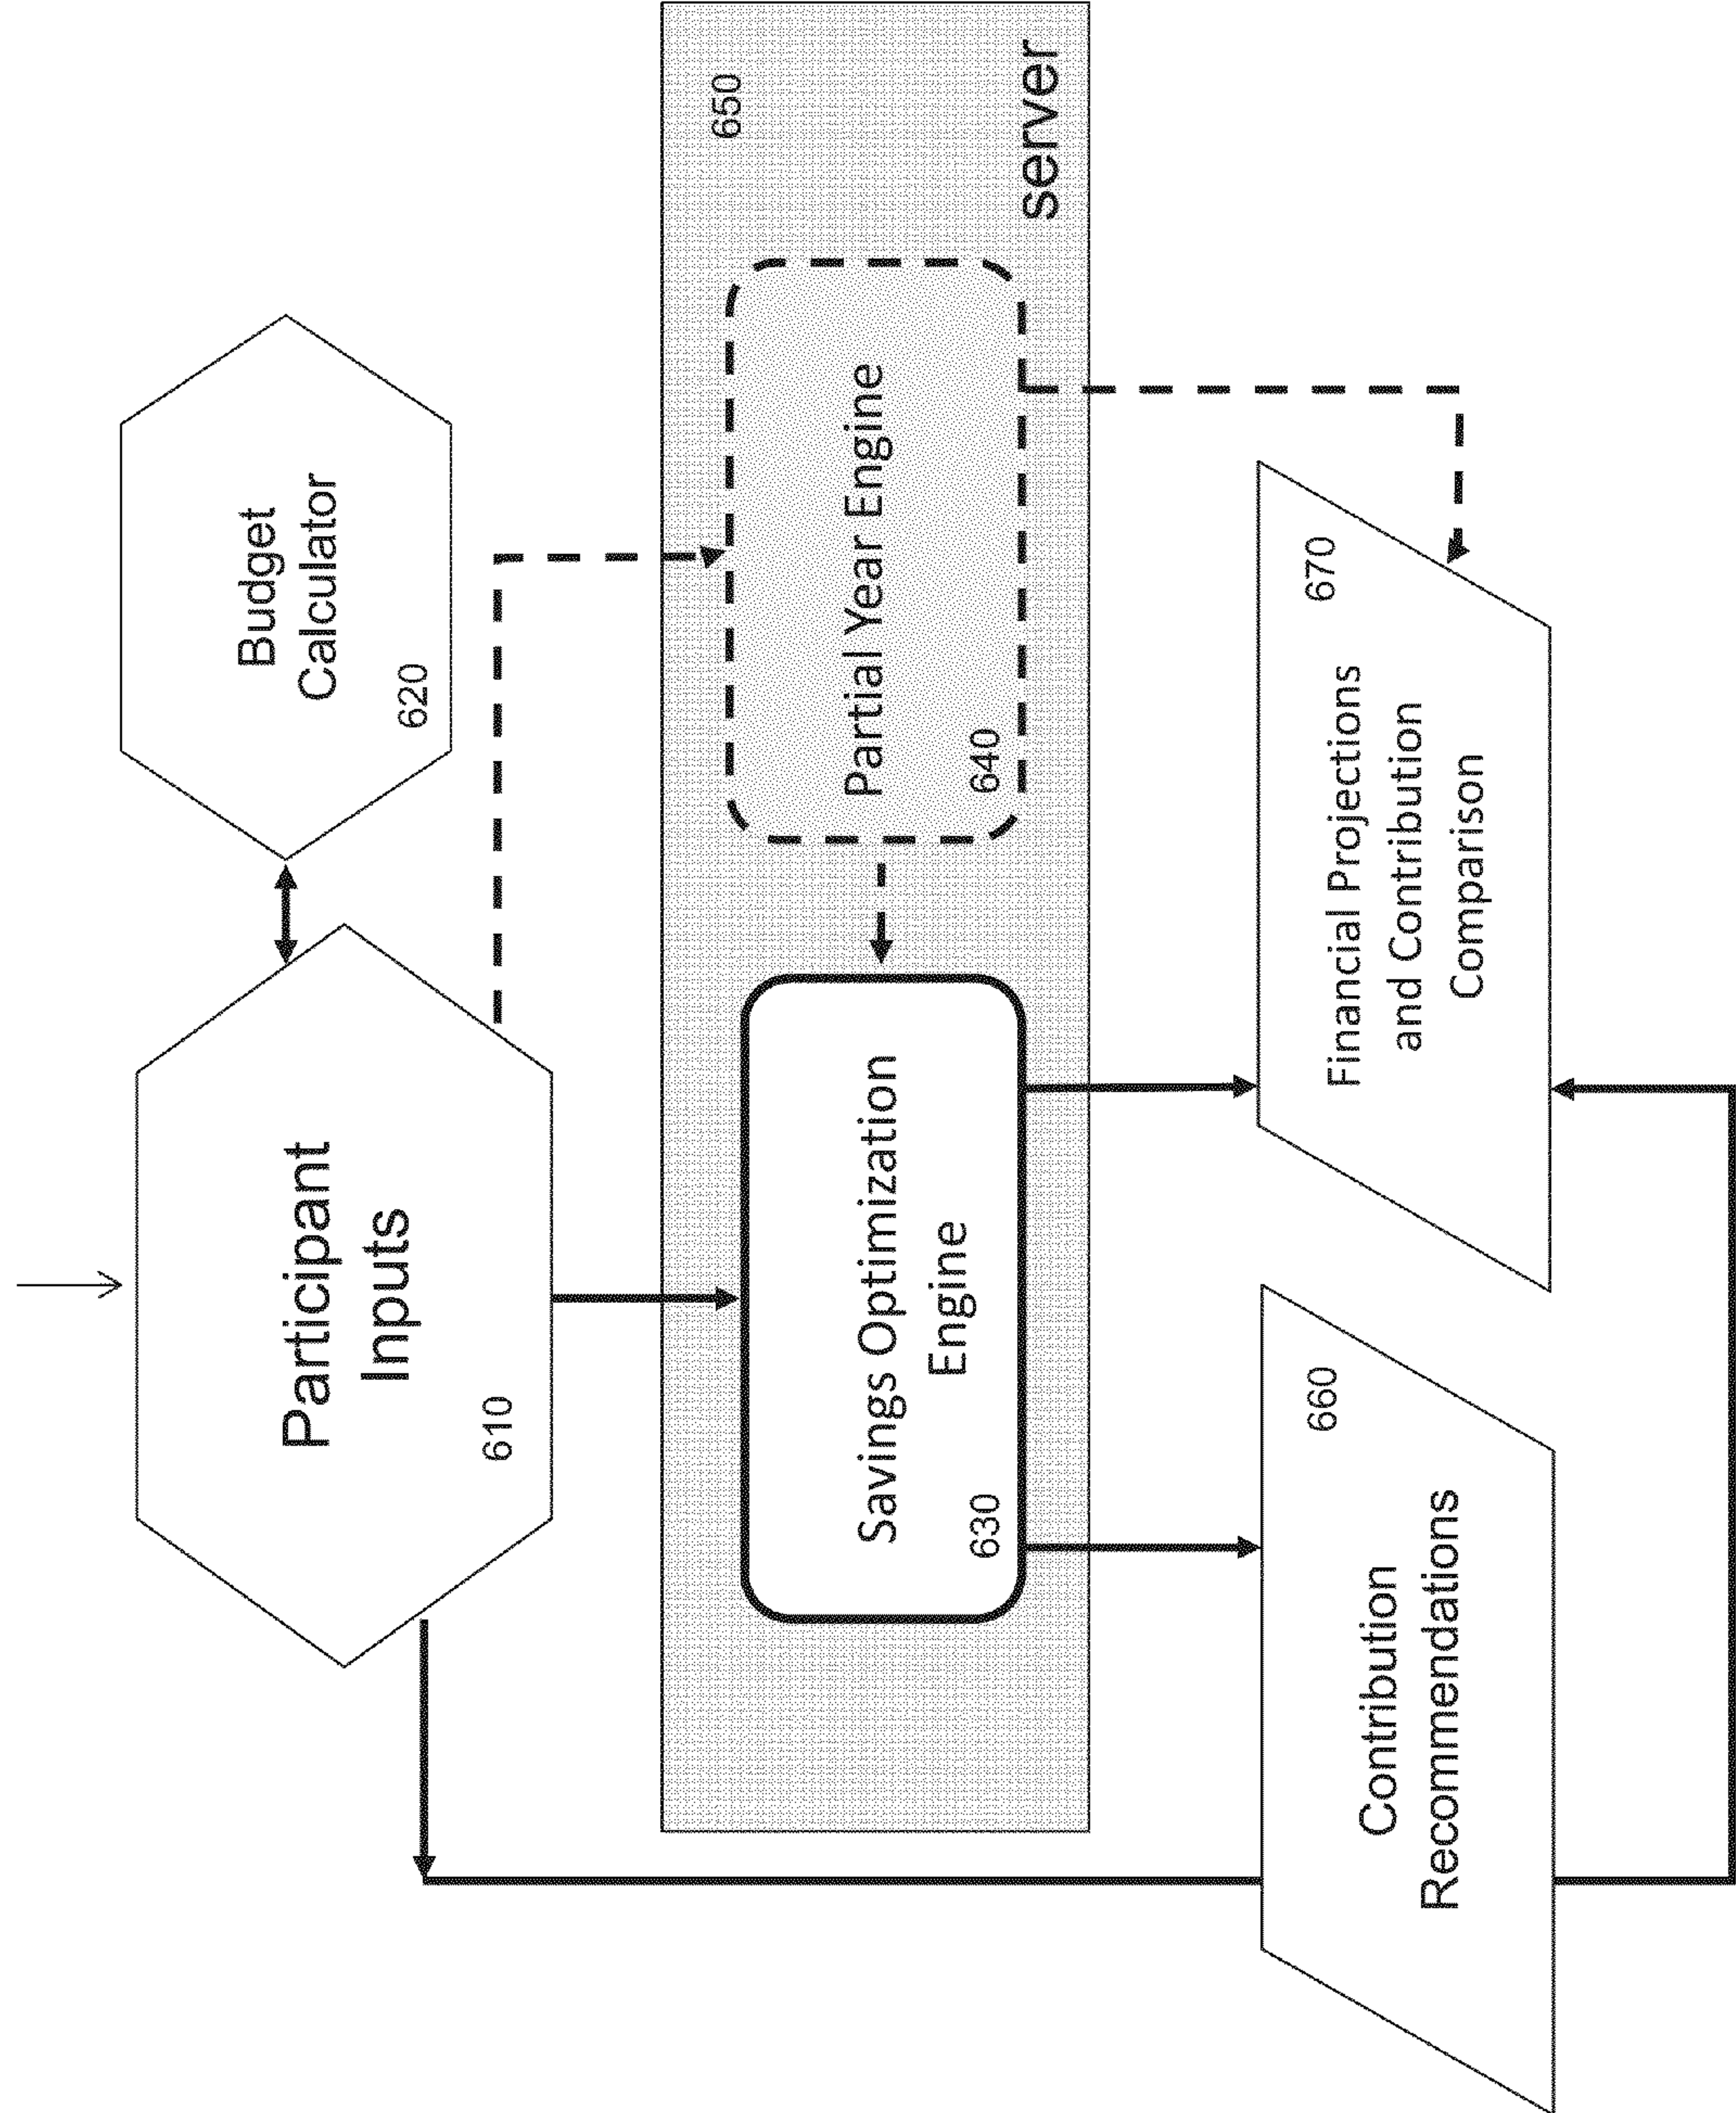 Participant
Inputs
610
Budget
Calculator
620
650
Savings Optimization
Engine
630
Partial Year Engine
640
server
Contribution
Recommendations
660
Financial Projections
and Contribution
Comparison
670